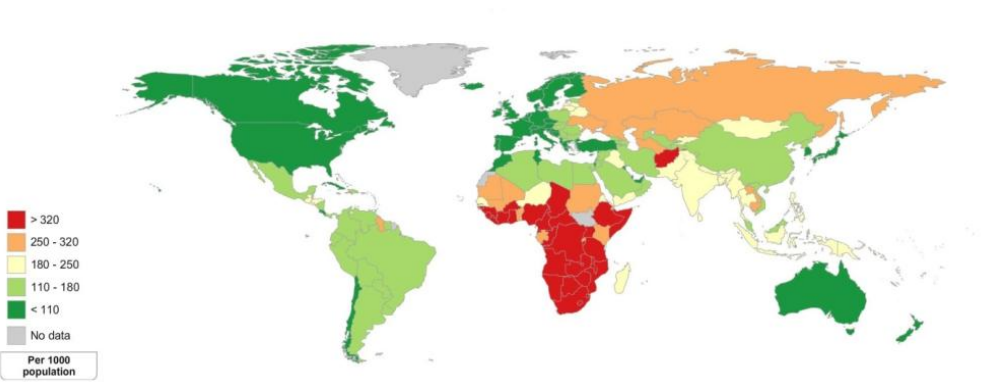 > 320
250 - 320
180 - 250
110 - 180
< 110
No data
Per 1000
population